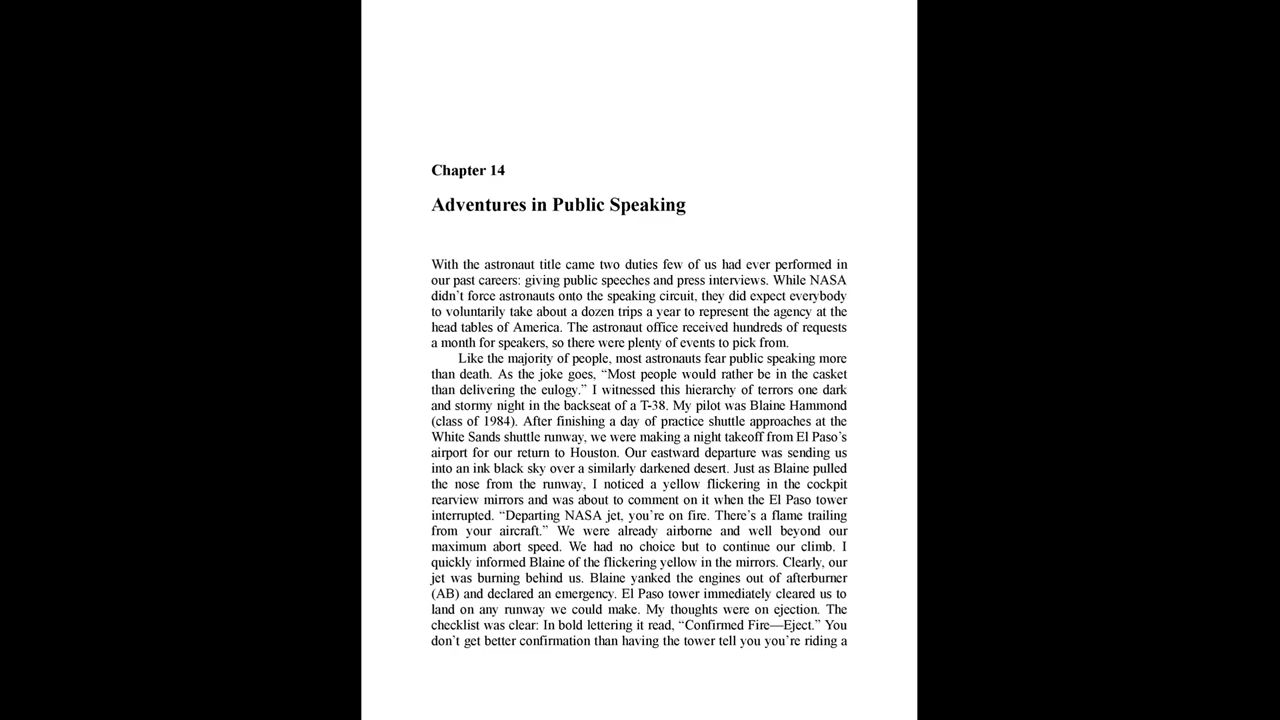 Chapter 14
Adventures in Public Speaking
With the astronaut title came two duties few of us had ever performed in
our past careers: giving public speeches and press interviews. While NASA
didn’t force astronauts onto the speaking circuit, they did expect everybody
to voluntarily take about a dozen trips a year to represent the agency at the
head tables of America. The astronaut office received hundreds of requests
a month for speakers, so there were plenty of events to pick from.
Like the majority of people, most astronauts fear public speaking more
than death. As the joke goes, “Most people would rather be in the casket
than delivering the eulogy.” I witnessed this hierarchy of terrors one dark
and stormy night in the backseat of a T-38. My pilot was Blaine Hammond
(class of 1984). After finishing a day of practice shuttle approaches at the
White Sands shuttle runway, we were making a night takeoff from El Paso’s
airport for our return to Houston. Our eastward departure was sending us
into an ink black sky over a similarly darkened desert. Just as Blaine pulled
the nose from the runway, I noticed a yellow flickering in the cockpit
rearview mirrors and was about to comment on it when the El Paso tower
interrupted. “Departing NASA jet, you’re on fire. There’s a flame trailing
from your aircraft.” We were already airborne and well beyond our
maximum abort speed. We had no choice but to continue our climb. I
quickly informed Blaine of the flickering yellow in the mirrors. Clearly, our
jet was burning behind us. Blaine yanked the engines out of afterburner
(AB) and declared an emergency. El Paso tower immediately cleared us to
land on any runway we could make. My thoughts were on ejection. The
checklist was clear: In bold lettering it read, “Confirmed Fire—Eject.” You
don’t get better confirmation than having the tower tell you you’re riding a